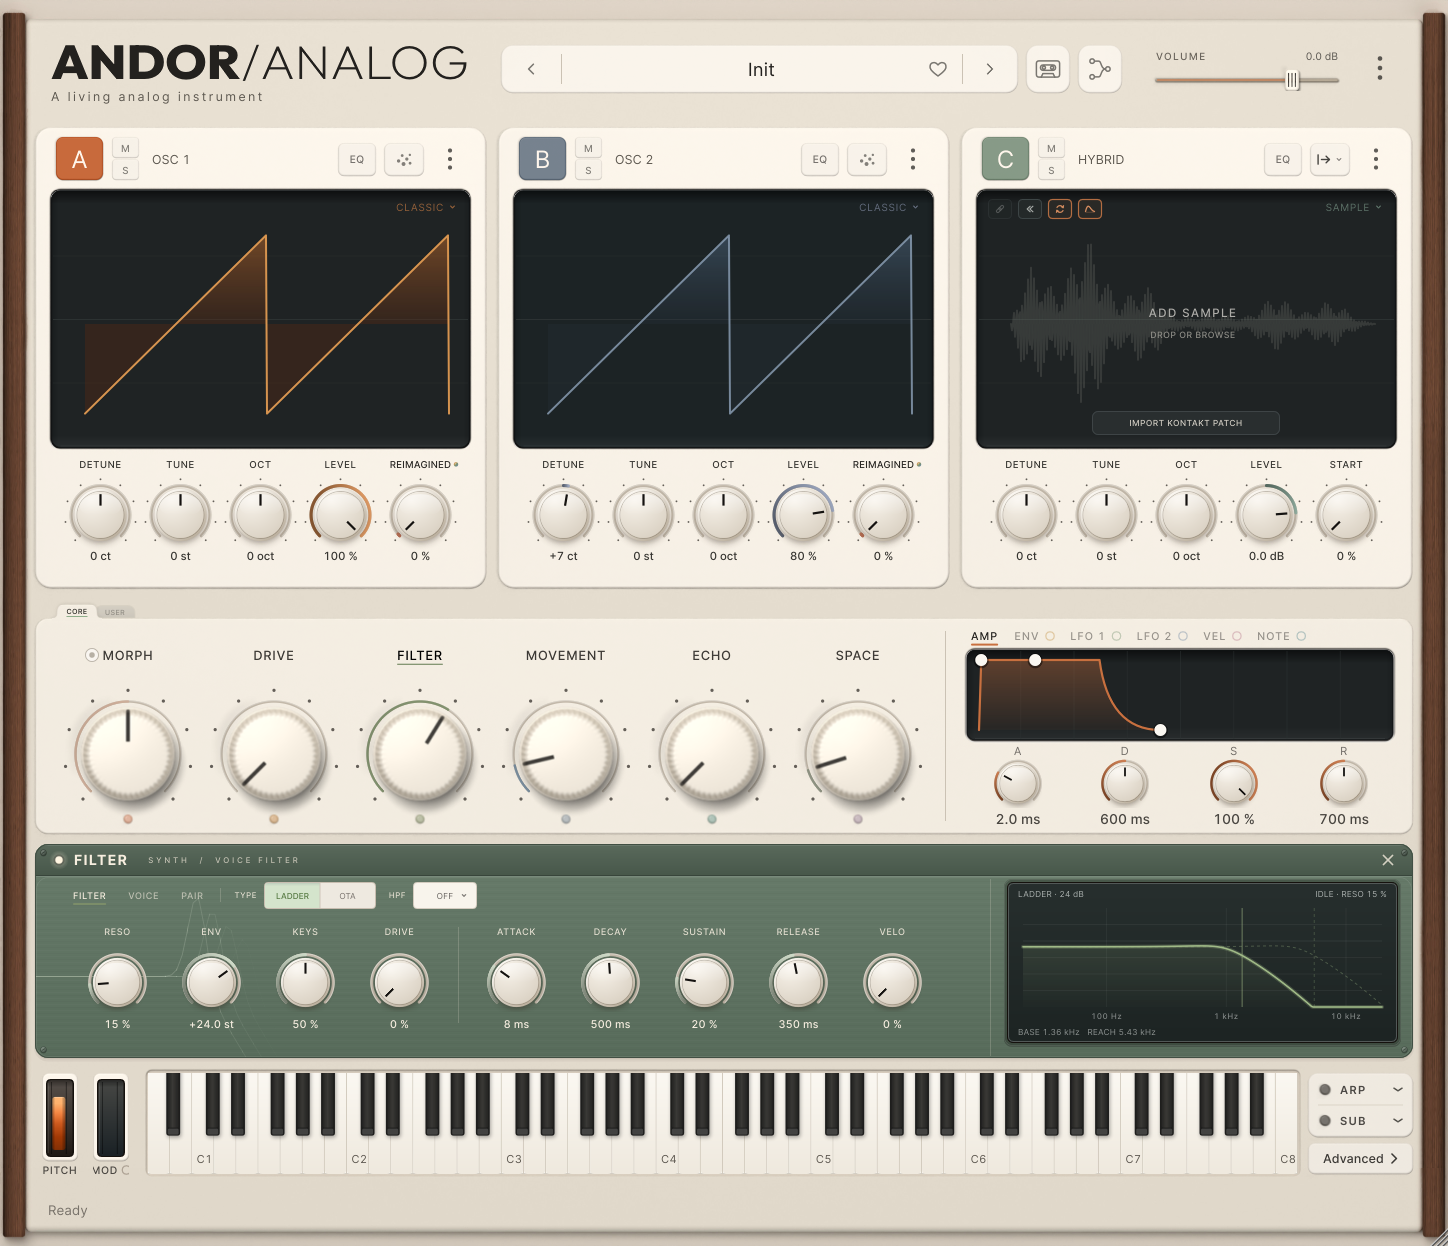 ANDOR/ANALOG
A living analog instrument
Init
VOLUME 0.0 dB
A M S OSC 1 EQ
B M S OSC 2 EQ
C M S HYBRID EQ
CLASSIC
CLASSIC
SAMPLE
ADD SAMPLE
DROP OR BROWSE
IMPORT KONTAKT PATCH
DETUNE TUNE OCT LEVEL REIMAGINED
0 ct 0 st 0 oct 100 % 0 %
DETUNE TUNE OCT LEVEL REIMAGINED
+7 ct 0 st 0 oct 80 % 0 %
DETUNE TUNE OCT LEVEL START
0 ct 0 st 0 oct 0.0 dB 0 %
CORE USER
MORPH DRIVE FILTER MOVEMENT ECHO SPACE
AMP ENV LFO 1 LFO 2 VEL NOTE
A D S R
2.0 ms 600 ms 100 % 700 ms
FILTER SYNTH / VOICE FILTER
FILTER VOICE PAIR TYPE LADDER OTA HPF OFF
RESO ENV KEYS DRIVE ATTACK DECAY SUSTAIN RELEASE VELO
15 % +24.0 st 50 % 0 % 8 ms 500 ms 20 % 350 ms 0 %
LADDER · 24 dB IDLE · RESO 15 %
100 Hz 1 kHz 10 kHz
BASE 1.36 kHz REACH 5.43 kHz
PITCH MOD
C1 C2 C3 C4 C5 C6 C7 C8
ARP
SUB
Advanced
Ready